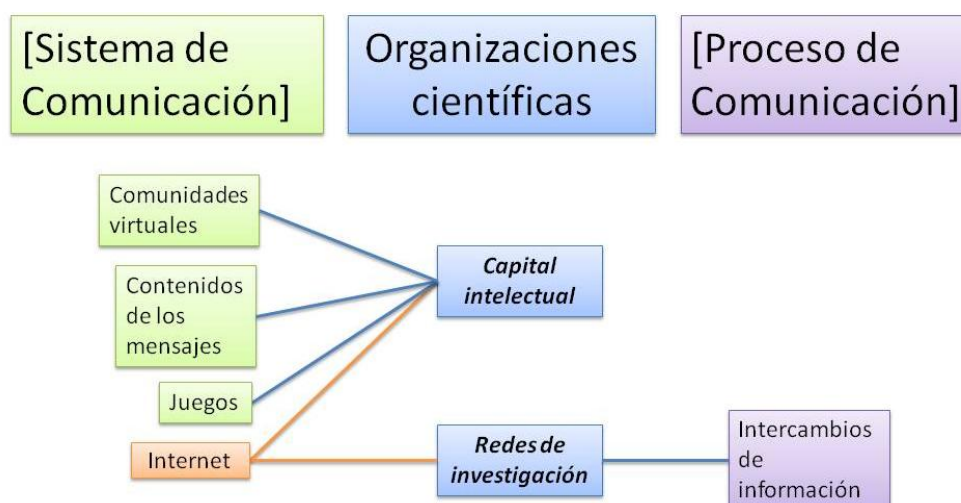 [Sistema de
Comunicación]
Organizaciones
científicas
[Proceso de
Comunicación]
Comunidades
virtuales
Contenidos
de los
mensajes
Juegos
Internet
Capital
intelectual
Redes de
investigación
Intercambios
de
información